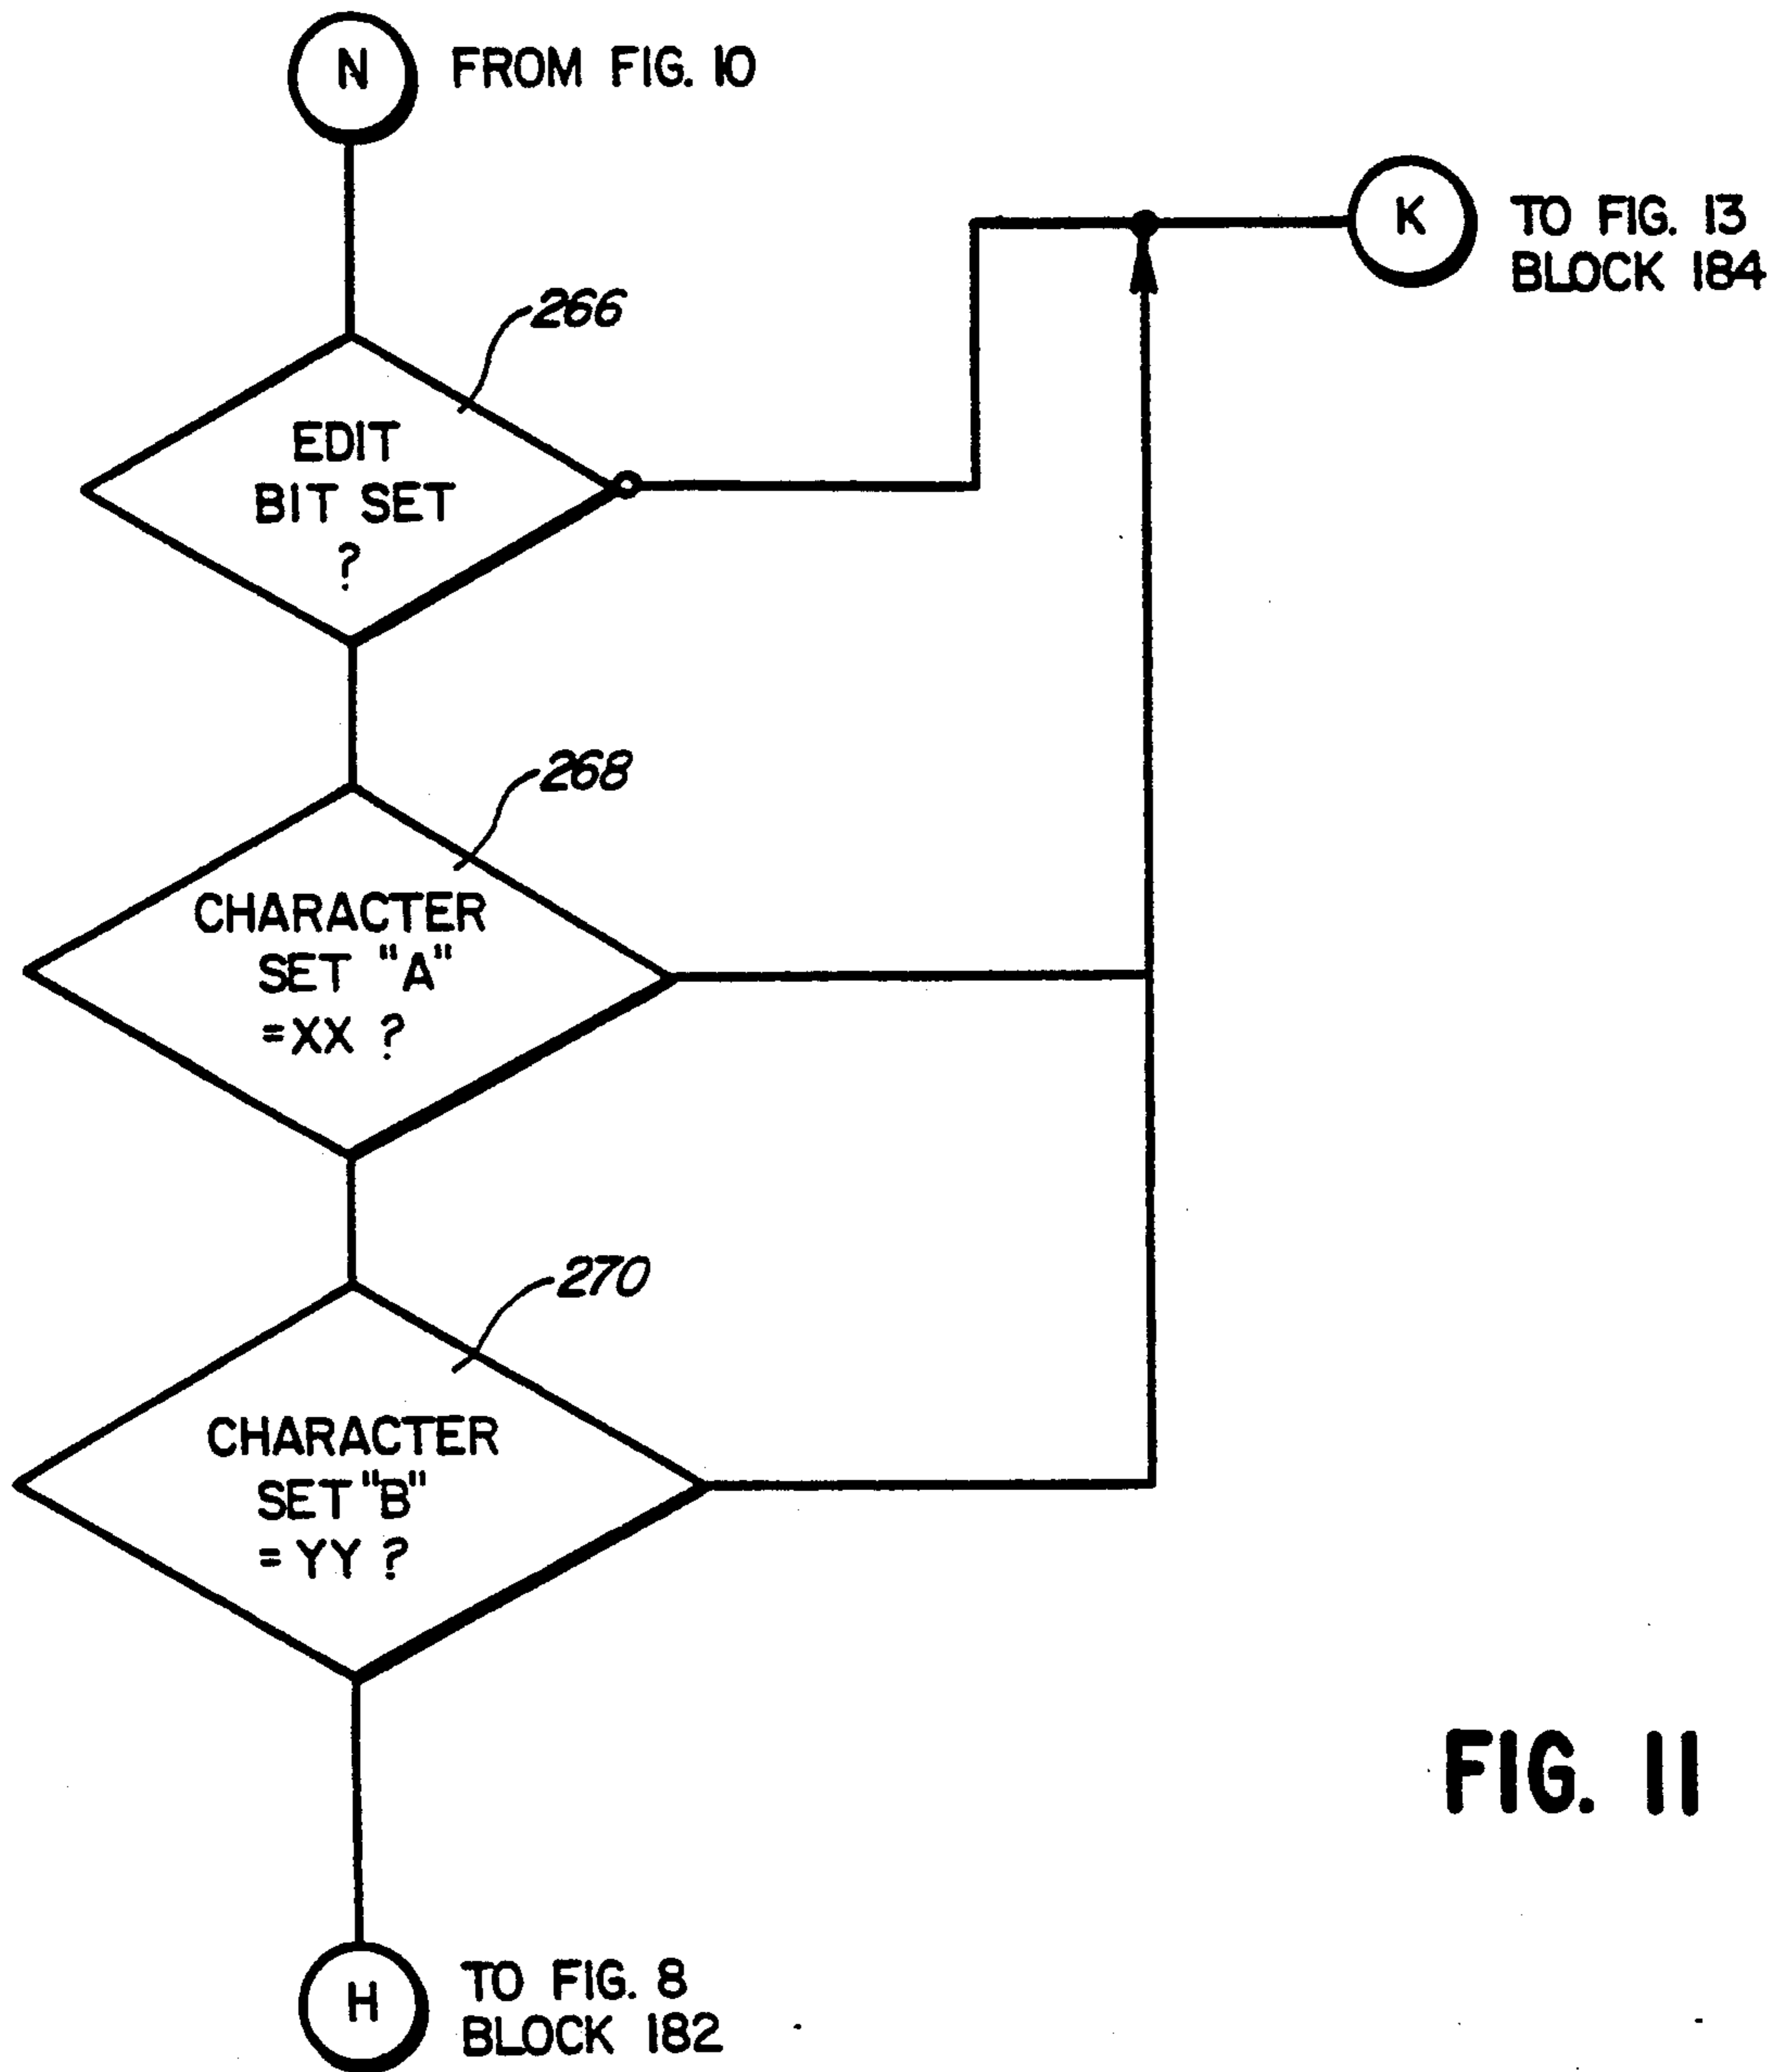 N
FROM FIG. 10
K
TO FIG. 13
BLOCK 184
266
EDIT
BIT SET
?
268
CHARACTER
SET "A"
=XX ?
270
CHARACTER
SET "B"
= YY ?
FIG. 11
H
TO FIG. 8
BLOCK 182